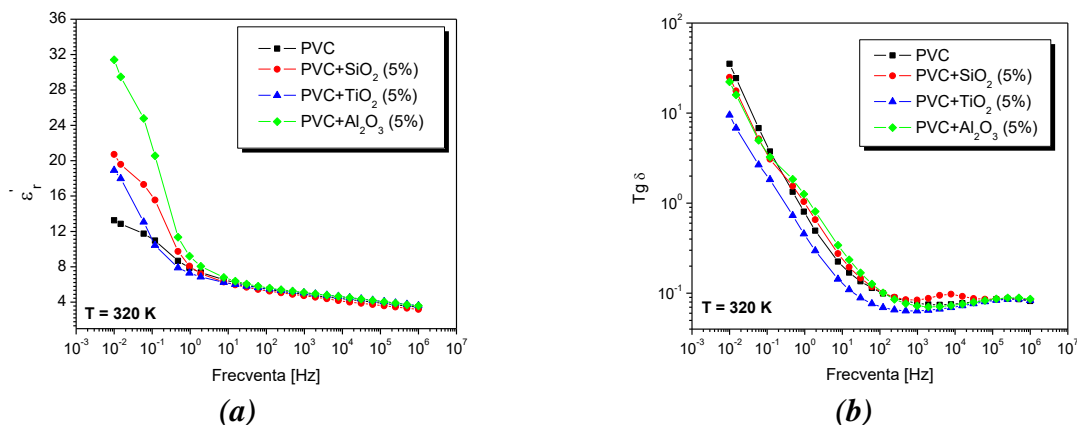 36
32
28
24
20
16
12
8
4
ε'r
PVC
PVC+SiO2 (5%)
PVC+TiO2 (5%)
PVC+Al2O3 (5%)
T = 320 K
10-3 10-2 10-1 100 101 102 103 104 105 106 107
Frecventa [Hz]
(a)
102
101
100
10-1
Tg δ
PVC
PVC+SiO2 (5%)
PVC+TiO2 (5%)
PVC+Al2O3 (5%)
T = 320 K
10-3 10-2 10-1 100 101 102 103 104 105 106 107
Frecventa [Hz]
(b)